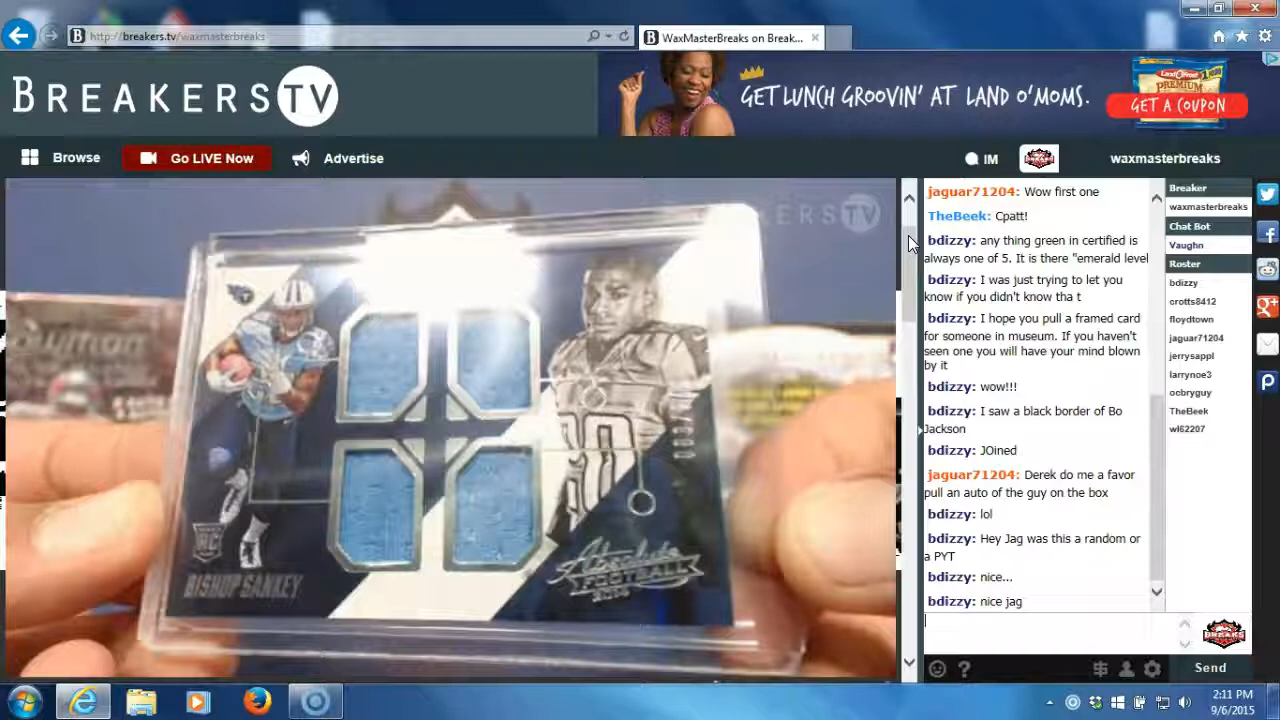 http://breakers.tv/waxmasterbreaks
WaxMasterBreaks on Break...
BREAKERSTV
GET LUNCH GROOVIN' AT LAND O'MOMS.
Land O Frost
PREMIUM
GET A COUPON
Browse
Go LIVE Now
Advertise
IM
waxmasterbreaks
BREAKERSTV
RC
BISHOP SANKEY
Absolute
FOOTBALL
2014
jaguar71204: Wow first one
TheBeek: Cpatt!
bdizzy: any thing green in certified is
always one of 5. It is there "emerald level
bdizzy: I was just trying to let you
know if you didn't know tha t
bdizzy: I hope you pull a framed card
for someone in museum. If you haven't
seen one you will have your mind blown
by it
bdizzy: wow!!!
bdizzy: I saw a black border of Bo
Jackson
bdizzy: JOined
jaguar71204: Derek do me a favor
pull an auto of the guy on the box
bdizzy: lol
bdizzy: Hey Jag was this a random or
a PYT
bdizzy: nice...
bdizzy: nice jag
Send
Breaker
waxmasterbreaks
Chat Bot
Vaughn
Roster
bdizzy
crotts8412
floydtown
jaguar71204
jerrysappl
larrynoe3
ocbryguy
TheBeek
wl62207
BREAKS
2:11 PM
9/6/2015